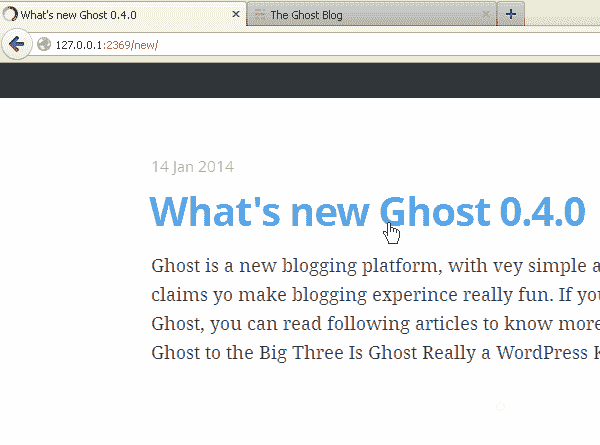 What's new Ghost 0.4.0
The Ghost Blog
127.0.0.1:2369/new/
14 Jan 2014
What's new Ghost 0.4.0
Ghost is a new blogging platform, with vey simple a
claims yo make blogging experince really fun. If you
Ghost, you can read following articles to know more
Ghost to the Big Three Is Ghost Really a WordPress K